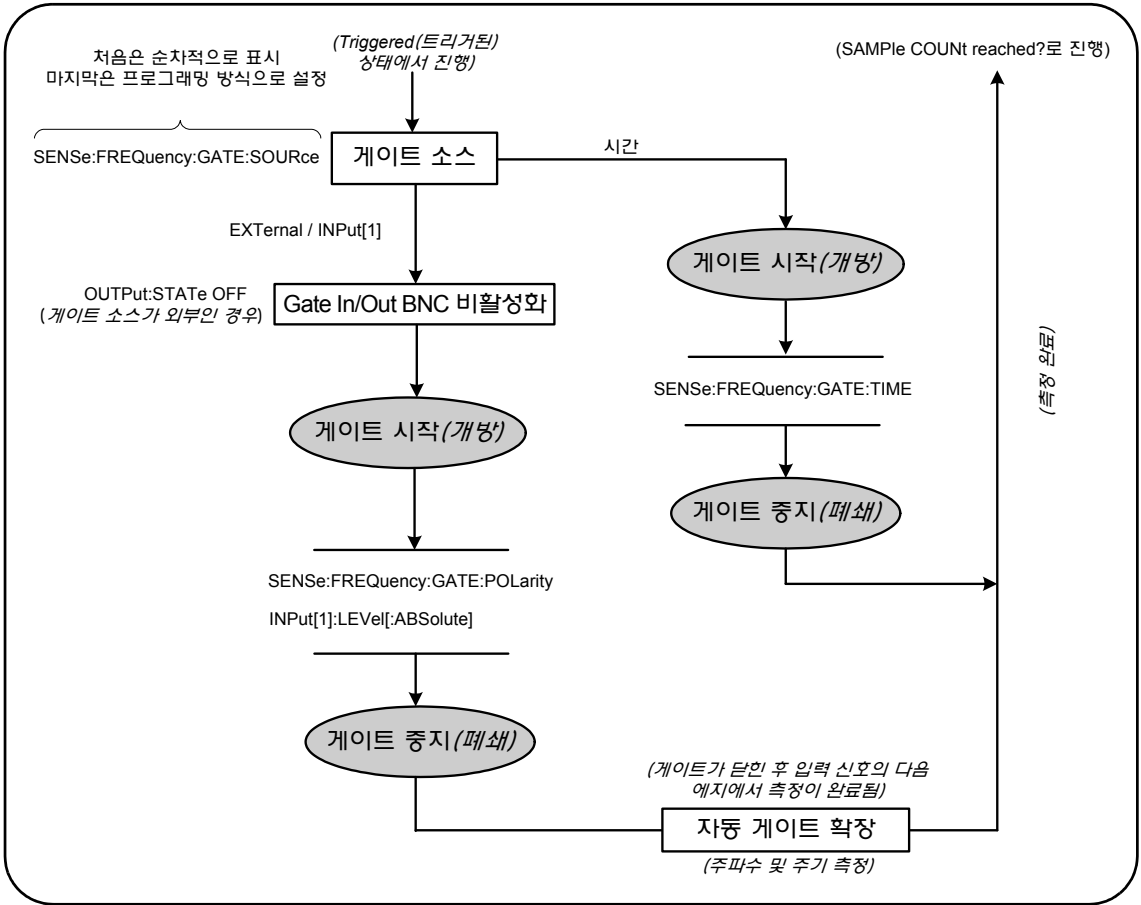 처음은 순차적으로 표시
마지막은 프로그래밍 방식으로 설정
(Triggered(트리거된)
상태에서 진행)
(SAMPle COUNt reached?로 진행)
SENSe:FREQuency:GATE:SOURce
게이트 소스
시간
EXTernal / INPut[1]
게이트 시작(개방)
OUTPut:STATe OFF
(게이트 소스가 외부인 경우)
Gate In/Out BNC 비활성화
(측정 완료)
SENSe:FREQuency:GATE:TIME
게이트 시작(개방)
게이트 중지(폐쇄)
SENSe:FREQuency:GATE:POLarity
INPut[1]:LEVel[:ABSolute]
게이트 중지(폐쇄)
(게이트가 닫힌 후 입력 신호의 다음
에지에서 측정이 완료됨)
자동 게이트 확장
(주파수 및 주기 측정)